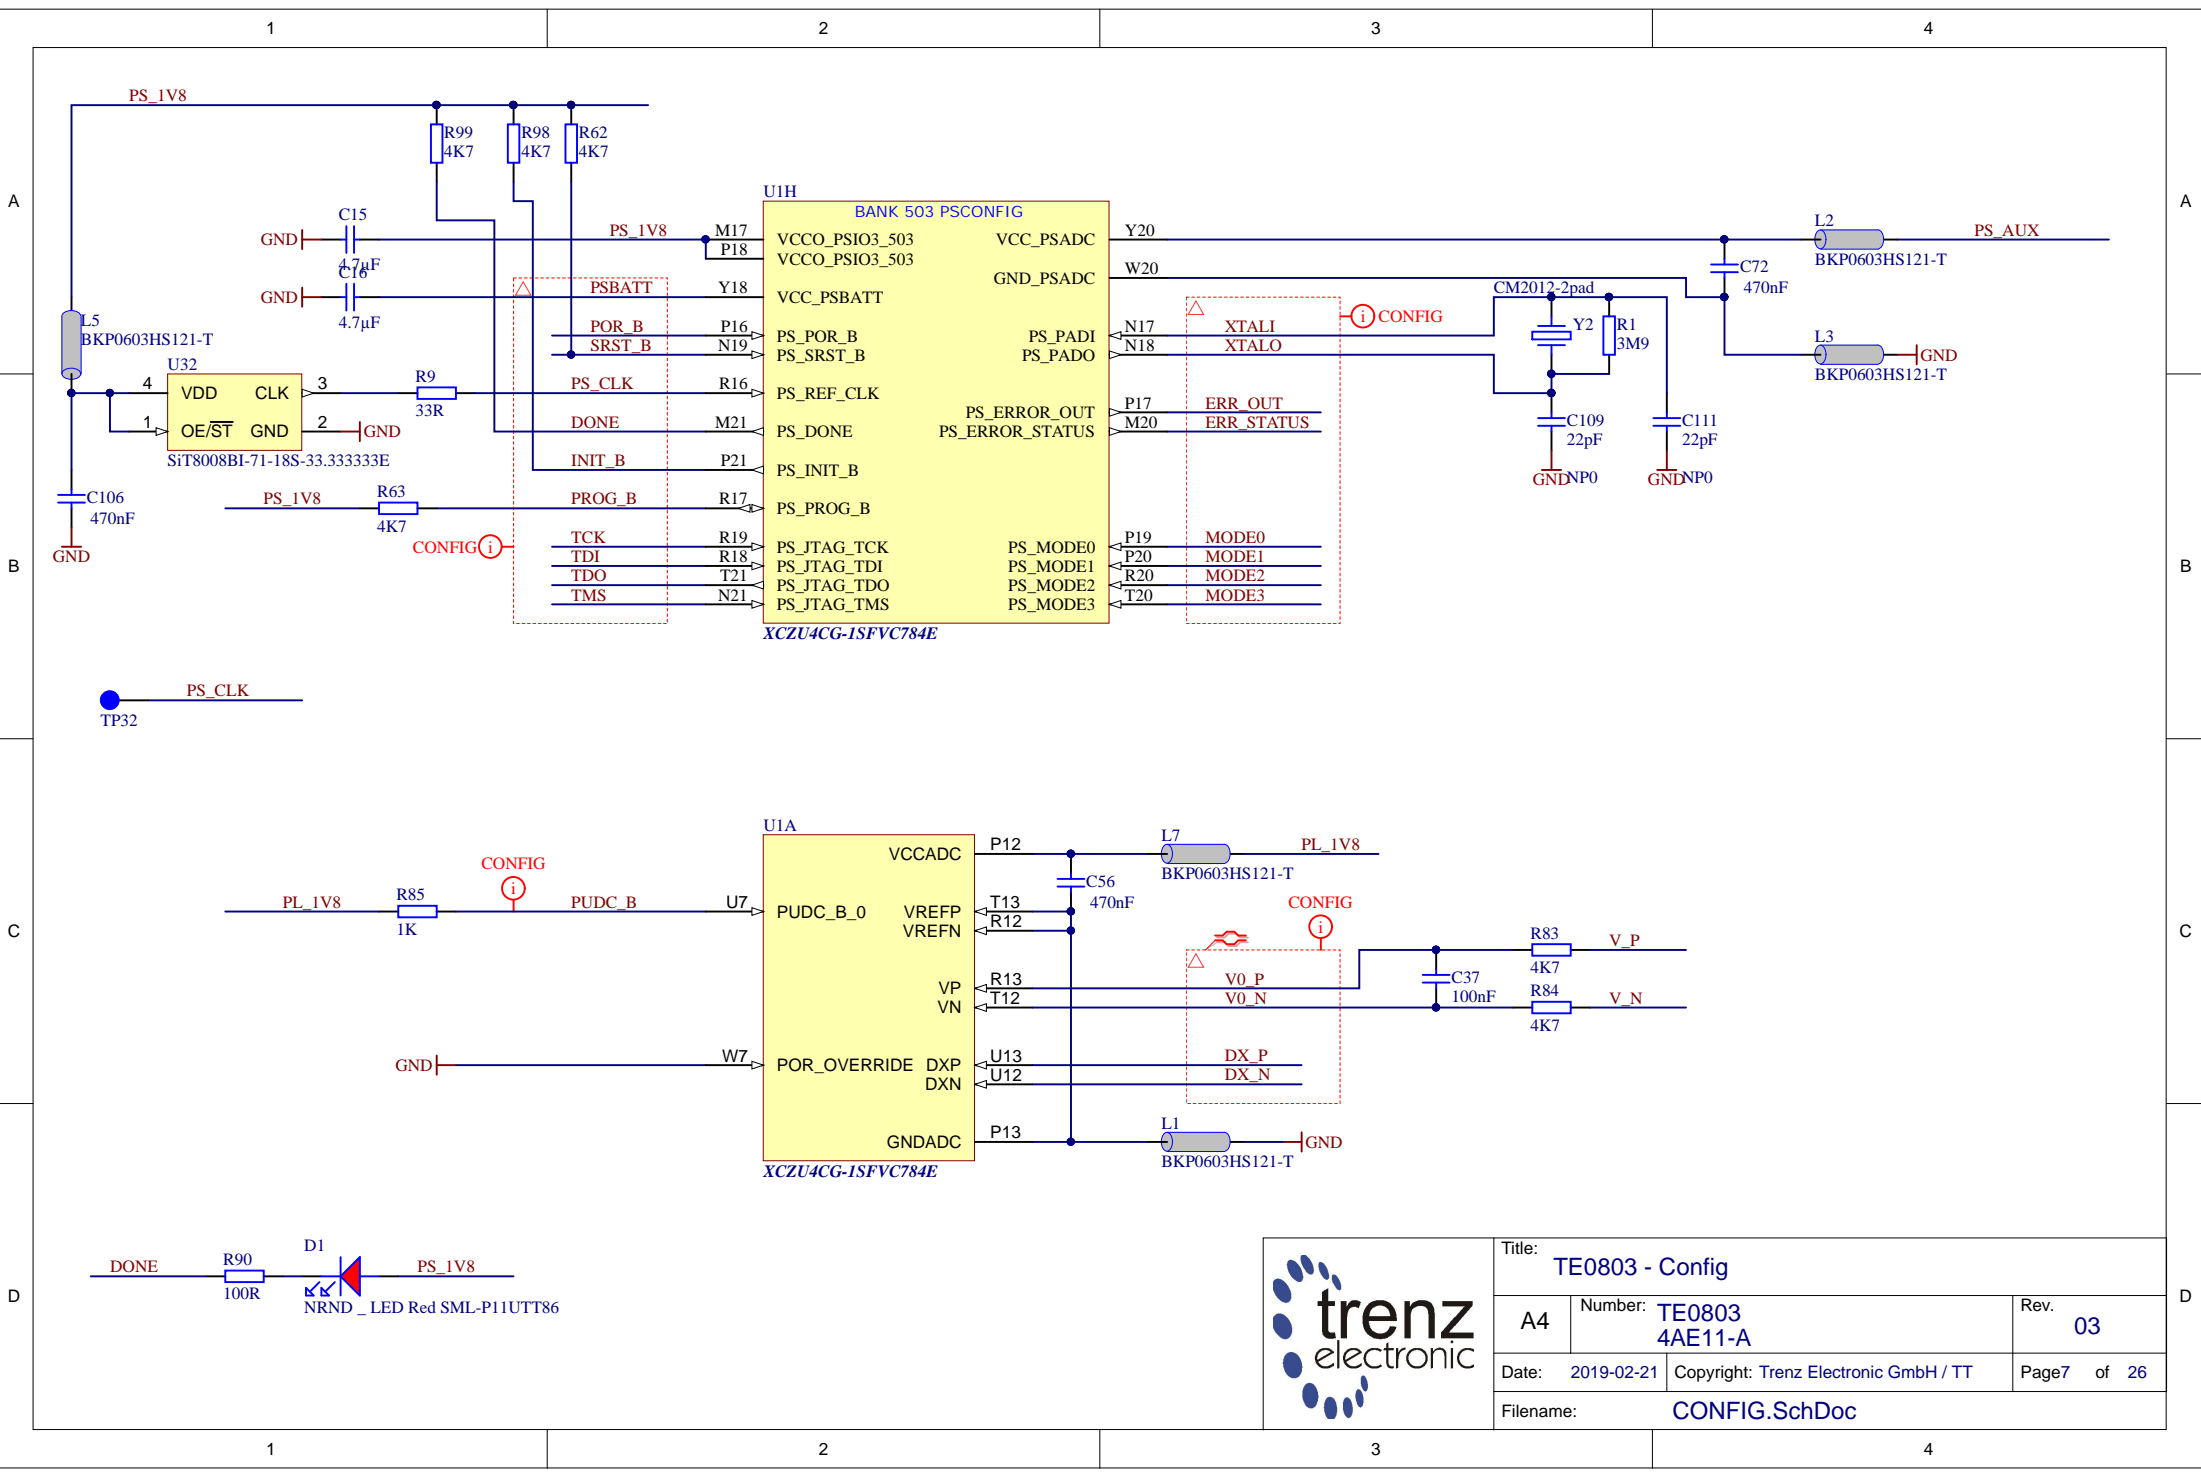 1
2
3
4
A
A
B
B
C
C
D
D
PS_1V8
R99
4K7
R98
4K7
R62
4K7
U1H
BANK 503 PSCONFIG
C15
4.7µF
GND
PS_1V8
M17
P18
VCCO_PSIO3_503
VCCO_PSIO3_503
C16
4.7µF
GND
PSBATT
Y18
VCC_PSBATT
POR_B
P16
PS_POR_B
SRST_B
N19
PS_SRST_B
L5
BKP0603HS121-T
U32
4
VDD
CLK
3
1
OE/ST
GND
2
GND
SiT8008BI-71-18S-33.333333E
R9
33R
PS_CLK
R16
PS_REF_CLK
DONE
M21
PS_DONE
INIT_B
P21
PS_INIT_B
C106
470nF
GND
PS_1V8
R63
4K7
PROG_B
R17
PS_PROG_B
CONFIG
i
TCK
R19
PS_JTAG_TCK
TDI
R18
PS_JTAG_TDI
TDO
T21
PS_JTAG_TDO
TMS
N21
PS_JTAG_TMS
XCZU4CG-1SFVC784E
VCC_PSADC
Y20
GND_PSADC
W20
L2
BKP0603HS121-T
PS_AUX
C72
470nF
L3
BKP0603HS121-T
GND
CM2012-2pad
i
CONFIG
PS_PADI
N17
XTALI
PS_PADO
N18
XTALO
Y2
R1
3M9
PS_ERROR_OUT
P17
ERR_OUT
PS_ERROR_STATUS
M20
ERR_STATUS
C109
22pF
GND
NP0
C111
22pF
GND
NP0
PS_MODE0
P19
MODE0
PS_MODE1
P20
MODE1
PS_MODE2
R20
MODE2
PS_MODE3
T20
MODE3
PS_CLK
TP32
U1A
VCCADC
P12
L7
BKP0603HS121-T
PL_1V8
C56
470nF
CONFIG
i
PL_1V8
R85
1K
PUDC_B
U7
PUDC_B_0
VREFP
T13
VREFN
R12
CONFIG
i
VP
R13
V0_P
VN
T12
V0_N
C37
100nF
R83
4K7
V_P
R84
4K7
V_N
GND
W7
POR_OVERRIDE
DXP
U13
DX_P
DXN
U12
DX_N
GNDADC
P13
L1
BKP0603HS121-T
GND
XCZU4CG-1SFVC784E
DONE
R90
100R
D1
PS_1V8
NRND _ LED Red SML-P11UTT86
trenz
electronic
Title:
TE0803 - Config
A4
Number:
TE0803
4AE11-A
Rev.
03
Date: 2019-02-21
Copyright: Trenz Electronic GmbH / TT
Page7 of 26
Filename:
CONFIG.SchDoc
1
2
3
4